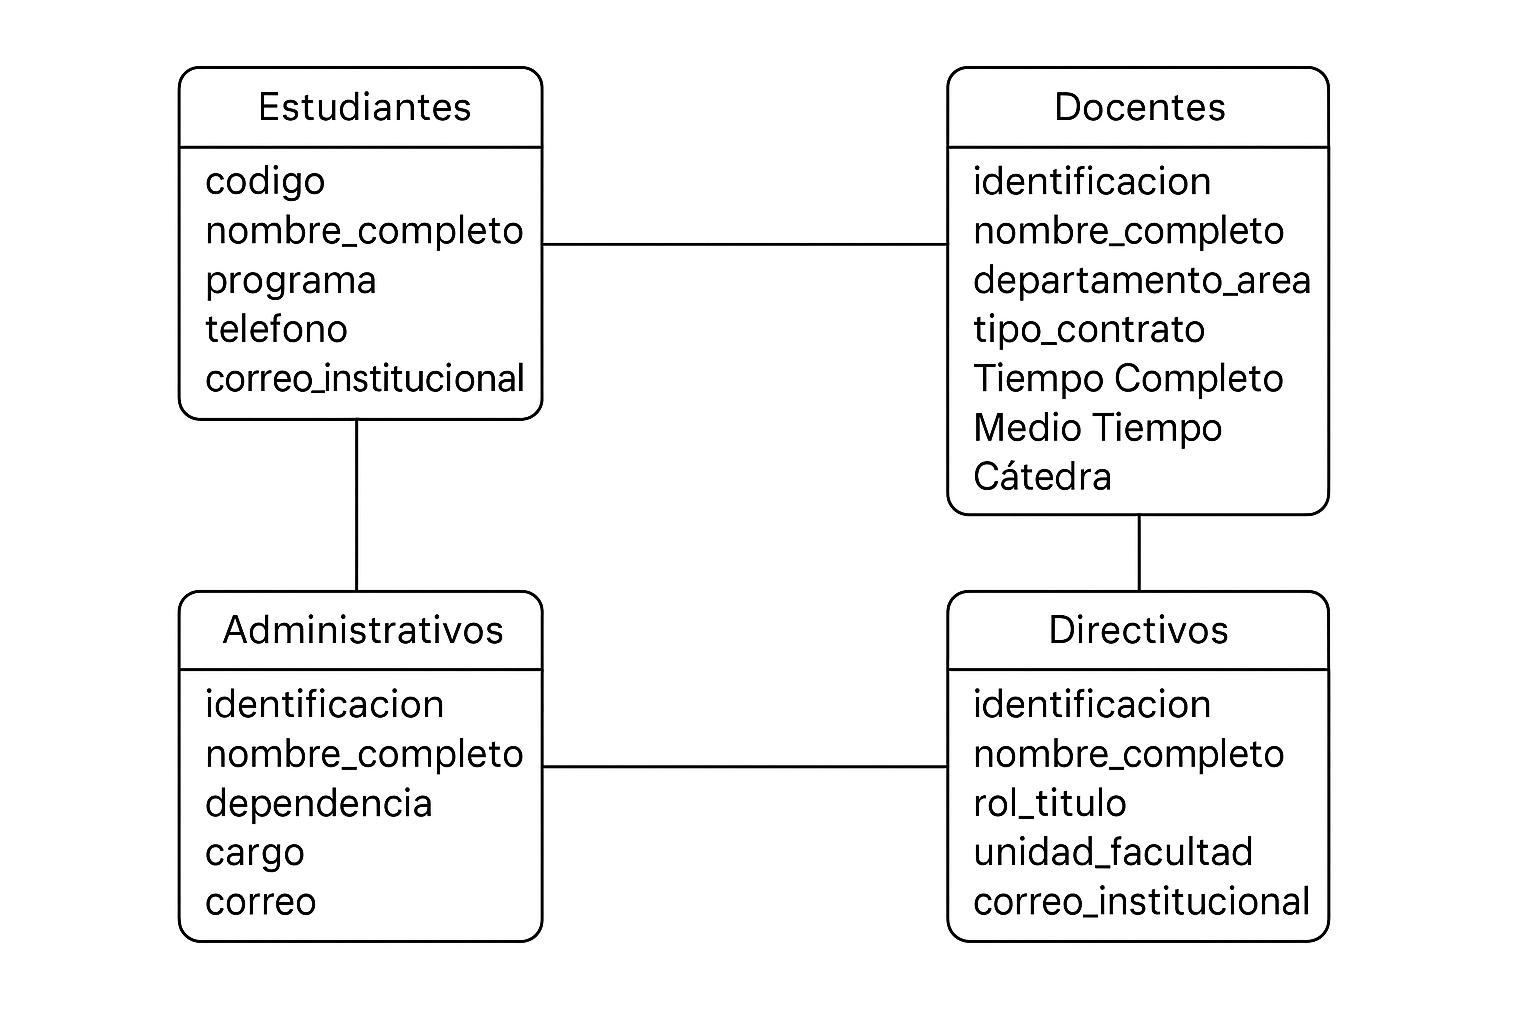 Estudiantes
codigo
nombre_completo
programa
telefono
correo_institucional
Docentes
identificacion
nombre_completo
departamento_area
tipo_contrato
Tiempo Completo
Medio Tiempo
Cátedra
Administrativos
identificacion
nombre_completo
dependencia
cargo
correo
Directivos
identificacion
nombre_completo
rol_titulo
unidad_facultad
correo_institucional